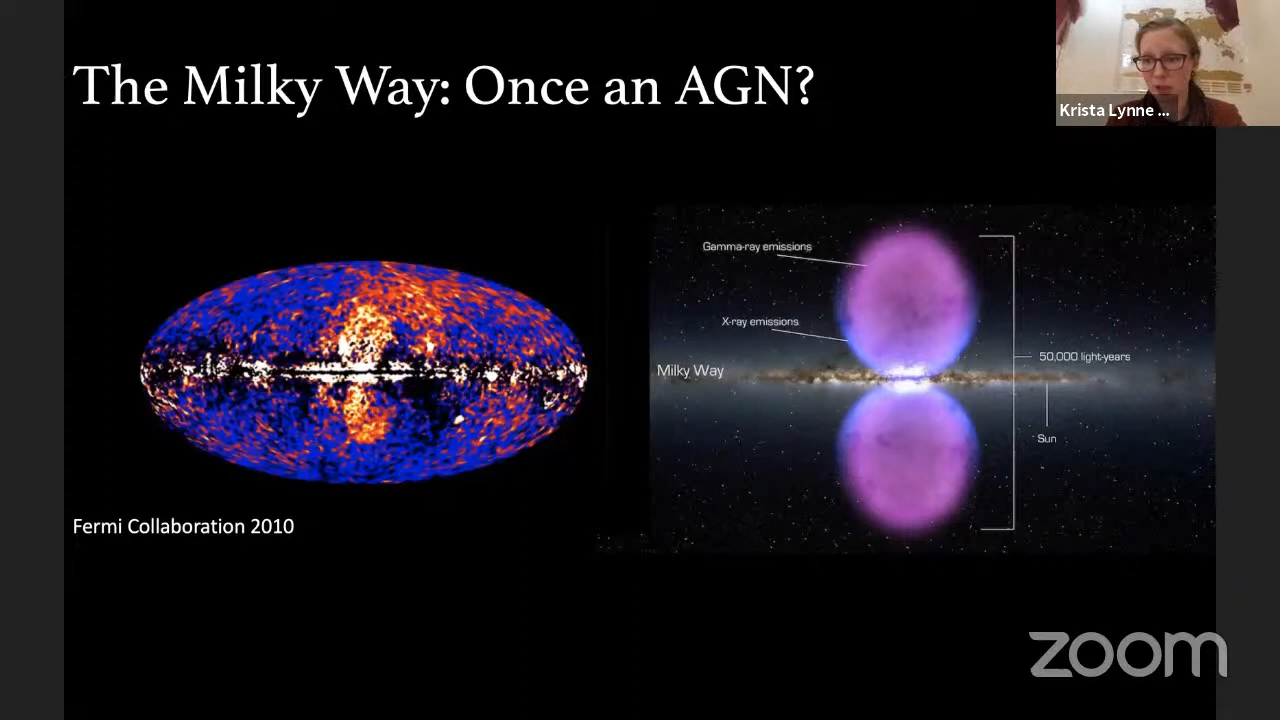 The Milky Way: Once an AGN?
Krista Lynne ...
Gamma-ray emissions
X-ray emissions
50,000 light-years
Milky Way
Sun
Fermi Collaboration 2010
zoom